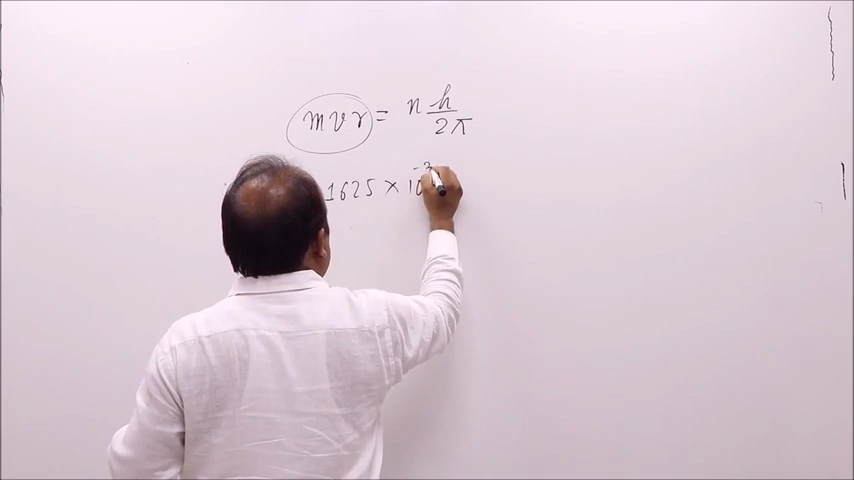 mvr = n h/2π
1625 × 10